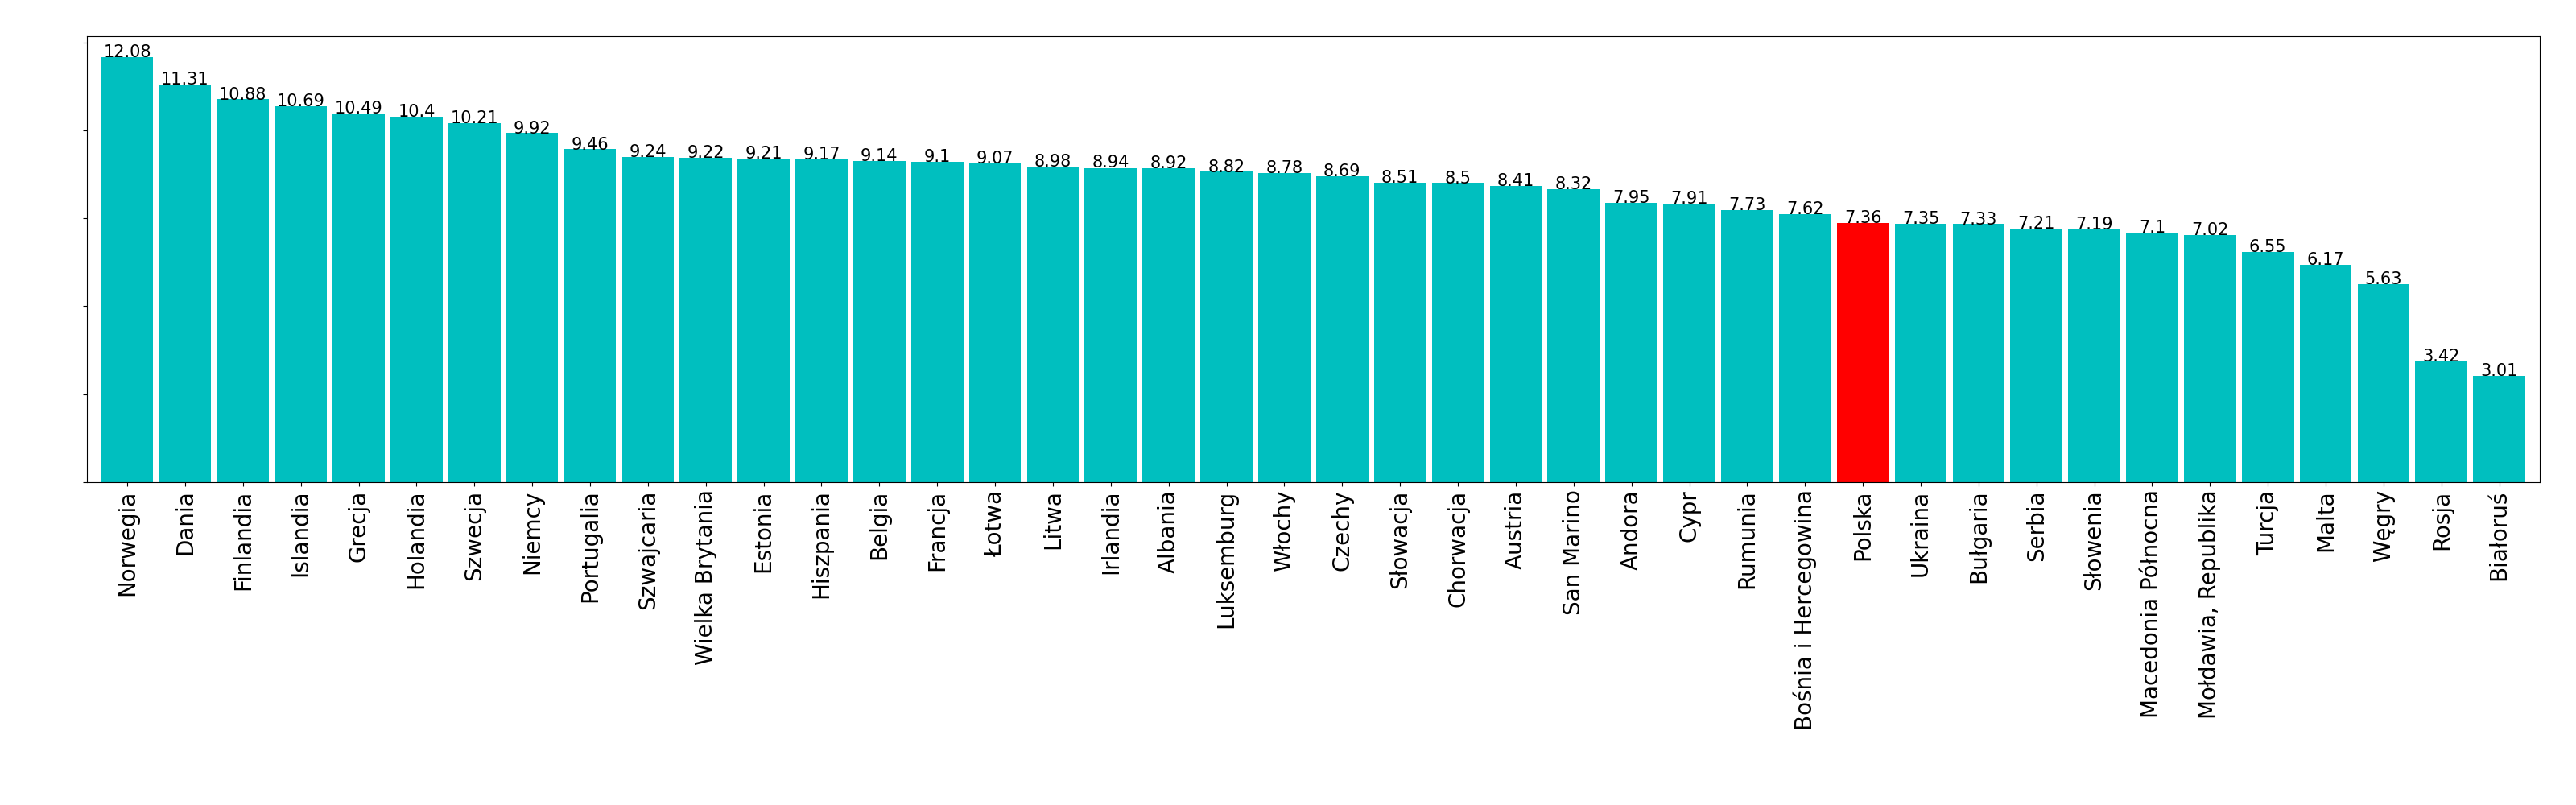 12.08
11.31
10.88
10.69
10.49
10.4
10.21
9.92
9.46
9.24
9.22
9.21
9.17
9.14
9.1
9.07
8.98
8.94
8.92
8.82
8.78
8.69
8.51
8.5
8.41
8.32
7.95
7.91
7.73
7.62
7.36
7.35
7.33
7.21
7.19
7.1
7.02
6.55
6.17
5.63
3.42
3.01
Norwegia
Dania
Finlandia
Islandia
Grecja
Holandia
Szwecja
Niemcy
Portugalia
Szwajcaria
Wielka Brytania
Estonia
Hiszpania
Belgia
Francja
Łotwa
Litwa
Irlandia
Albania
Luksemburg
Włochy
Czechy
Słowacja
Chorwacja
Austria
San Marino
Andora
Cypr
Rumunia
Bośnia i Hercegowina
Polska
Ukraina
Bułgaria
Serbia
Słowenia
Macedonia Północna
Mołdawia, Republika
Turcja
Malta
Węgry
Rosja
Białoruś